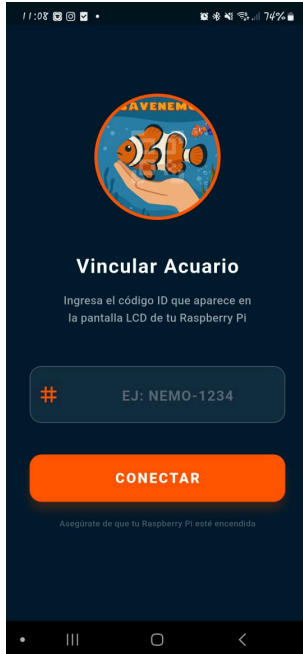 11:08
74%
SAVENEMO
Vincular Acuario
Ingresa el código ID que aparece en
la pantalla LCD de tu Raspberry Pi
# EJ: NEMO-1234
CONECTAR
Asegúrate de que tu Raspberry Pi esté encendida